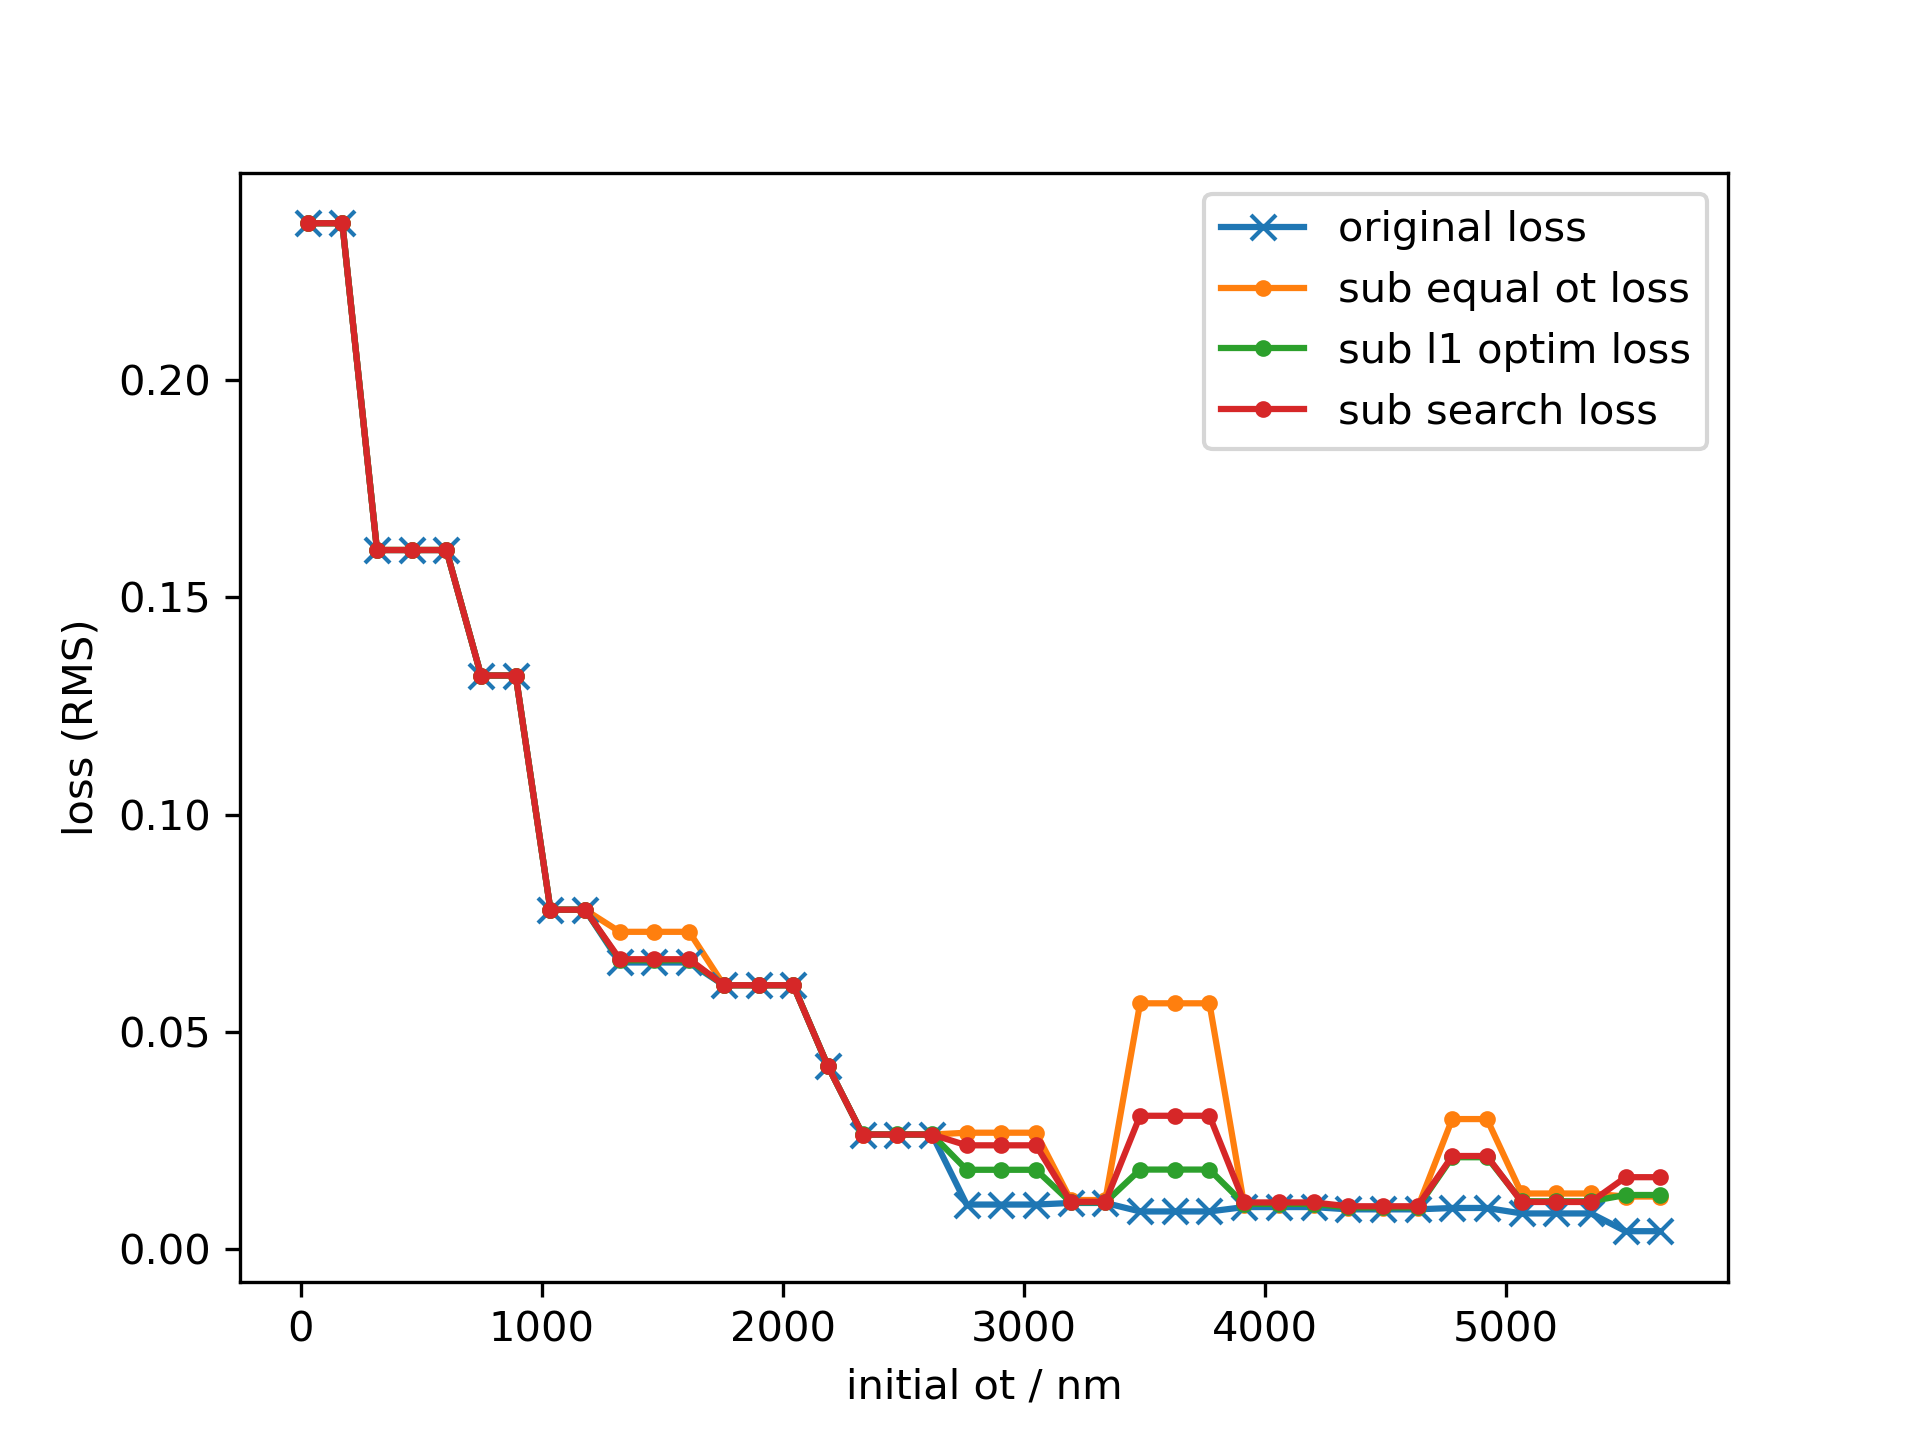 original loss
sub equal ot loss
sub l1 optim loss
sub search loss
0.20
0.15
0.10
0.05
0.00
loss (RMS)
0 1000 2000 3000 4000 5000
initial ot / nm